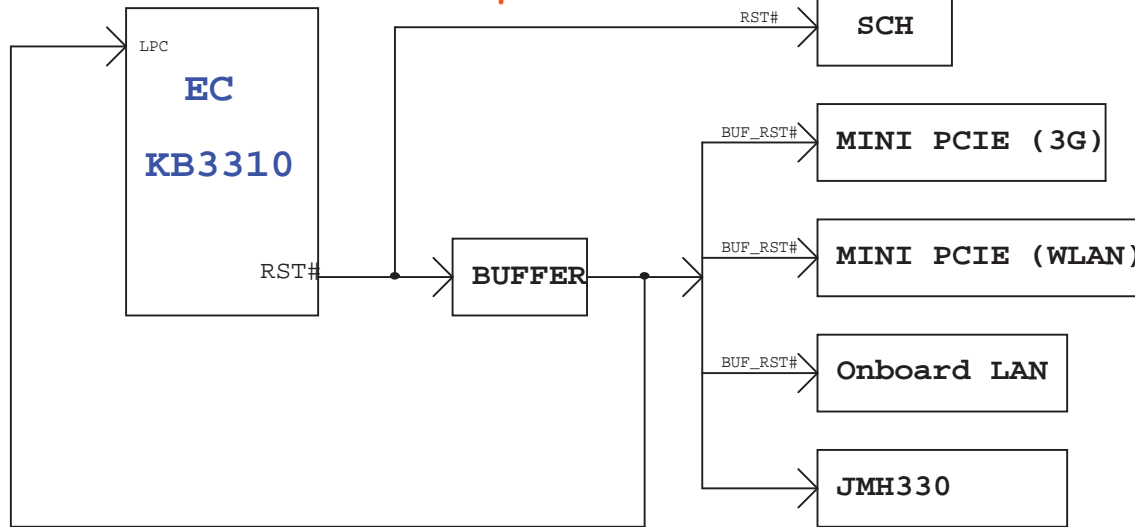 RST#
SCH
LPC
EC
KB3310
BUF_RST#
MINI PCIE (3G)
BUF_RST#
MINI PCIE (WLAN)
RST#
BUFFER
BUF_RST#
Onboard LAN
JMH330